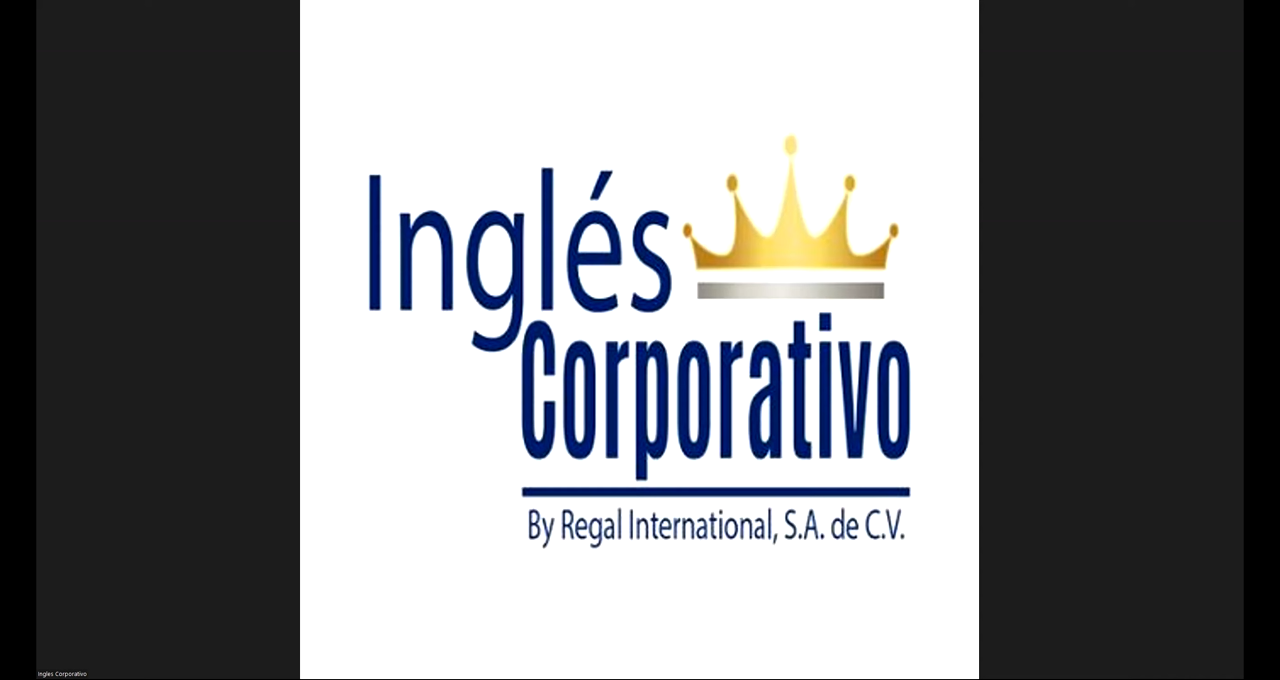 Inglés
Corporativo
By Regal International, S.A. de C.V.
Ingles Corporativo